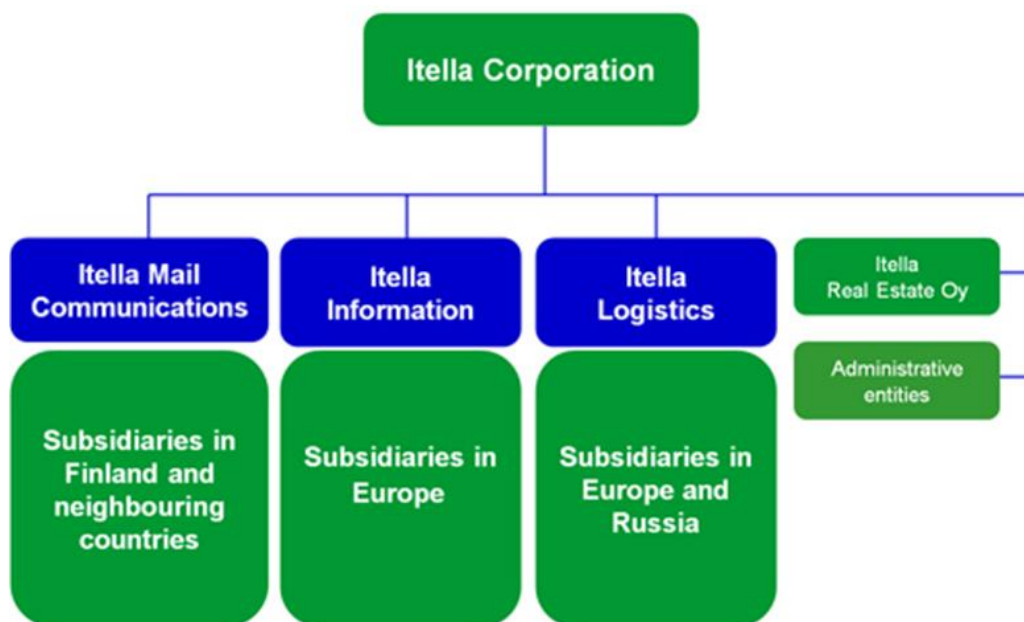 Itella Corporation
Itella Mail
Communications
Itella
Information
Itella
Logistics
Itella
Real Estate Oy
Administrative
entities
Subsidiaries in
Finland and
neighbouring
countries
Subsidiaries in
Europe
Subsidiaries in
Europe and
Russia